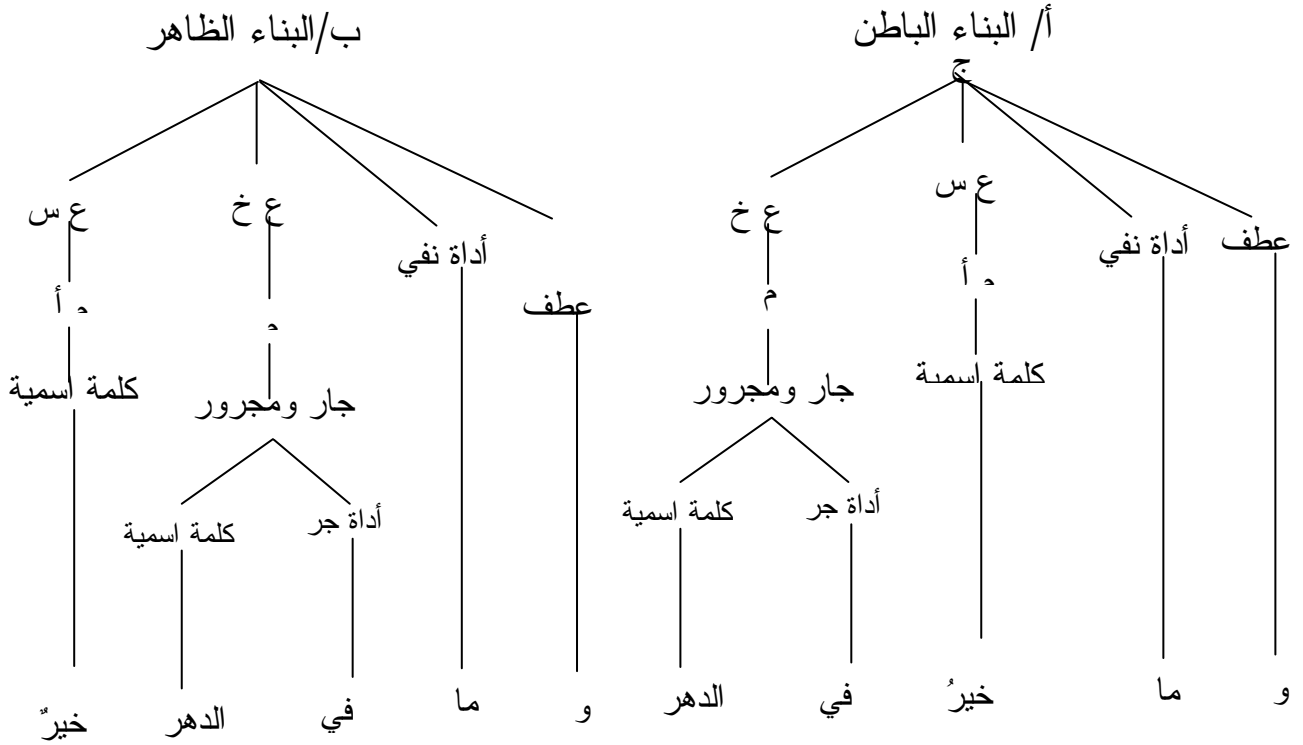 أ/ البناء الباطن
ج
عطف
أداة نفي
ع س
ع خ
م أ
م
كلمة اسمية
جار ومجرور
أداة جر
كلمة اسمية
و
ما
خيرُ
في
الدهر
ب/البناء الظاهر
عطف
أداة نفي
ع خ
ع س
م
م أ
جار ومجرور
كلمة اسمية
أداة جر
كلمة اسمية
و
ما
في
الدهر
خيرٌ